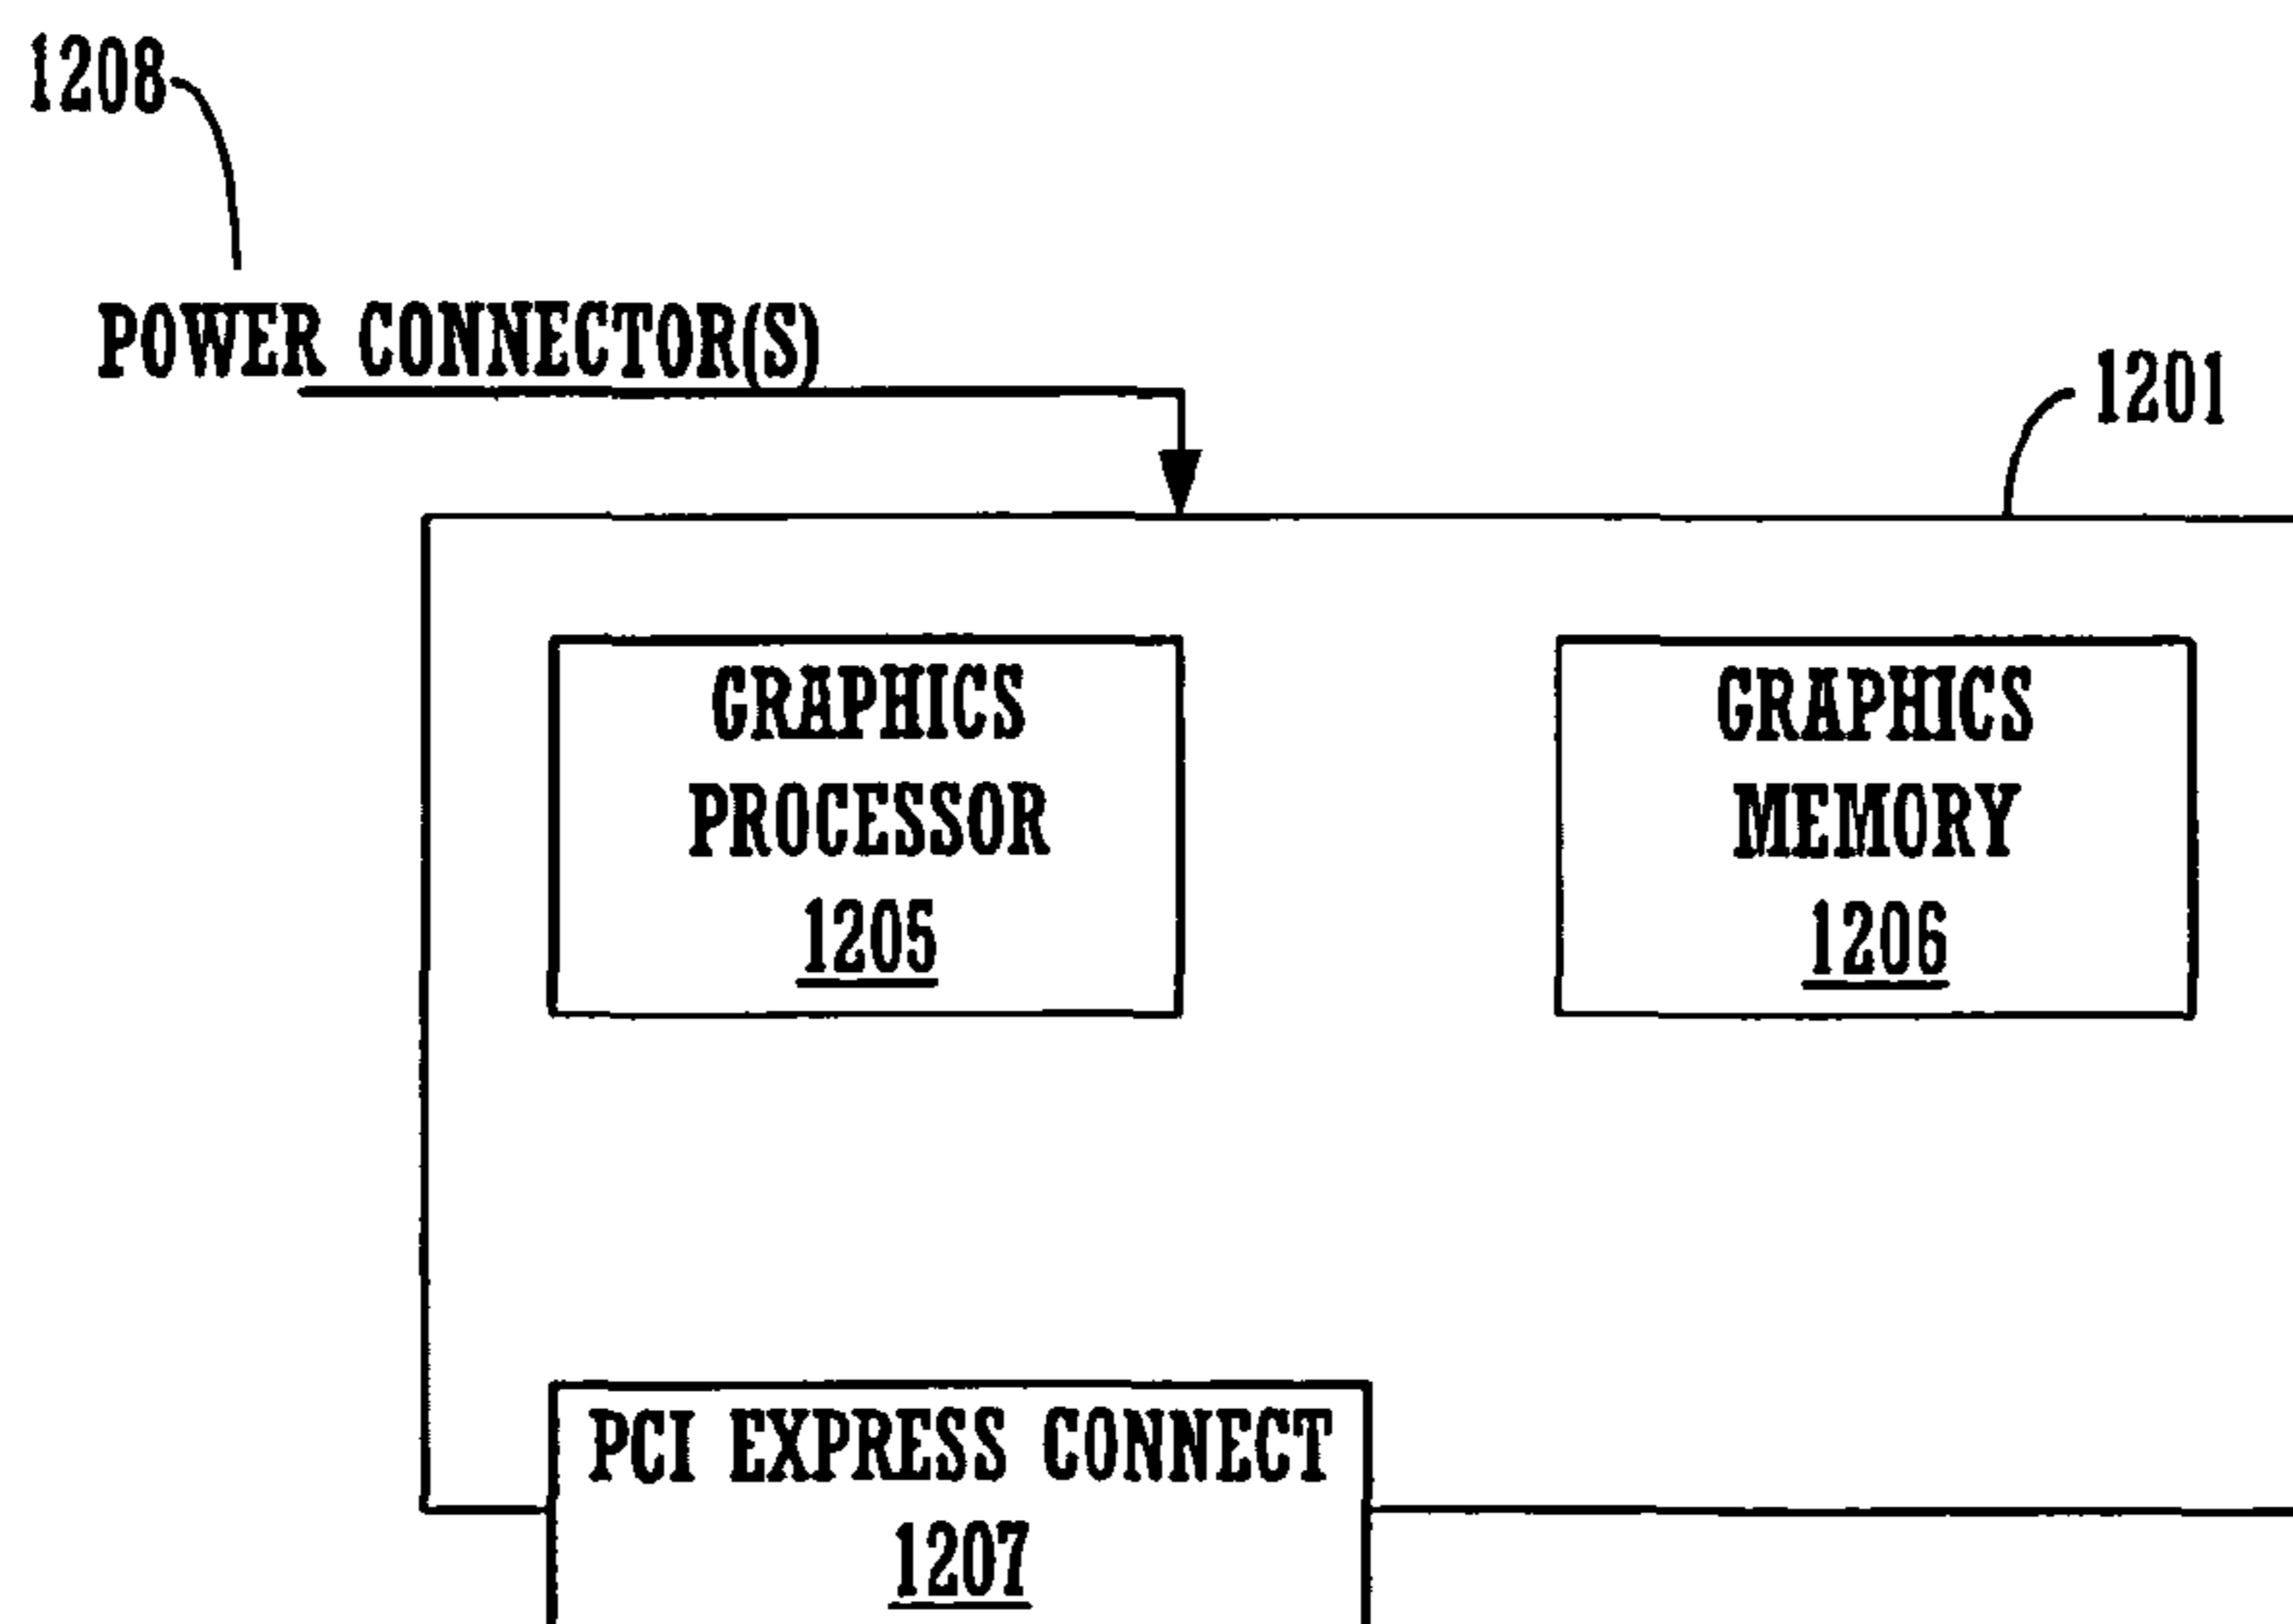 1208
POWER CONNECTOR(S)
1201
GRAPHICS
PROCESSOR
1205
GRAPHICS
MEMORY
1206
PCI EXPRESS CONNECT
1207